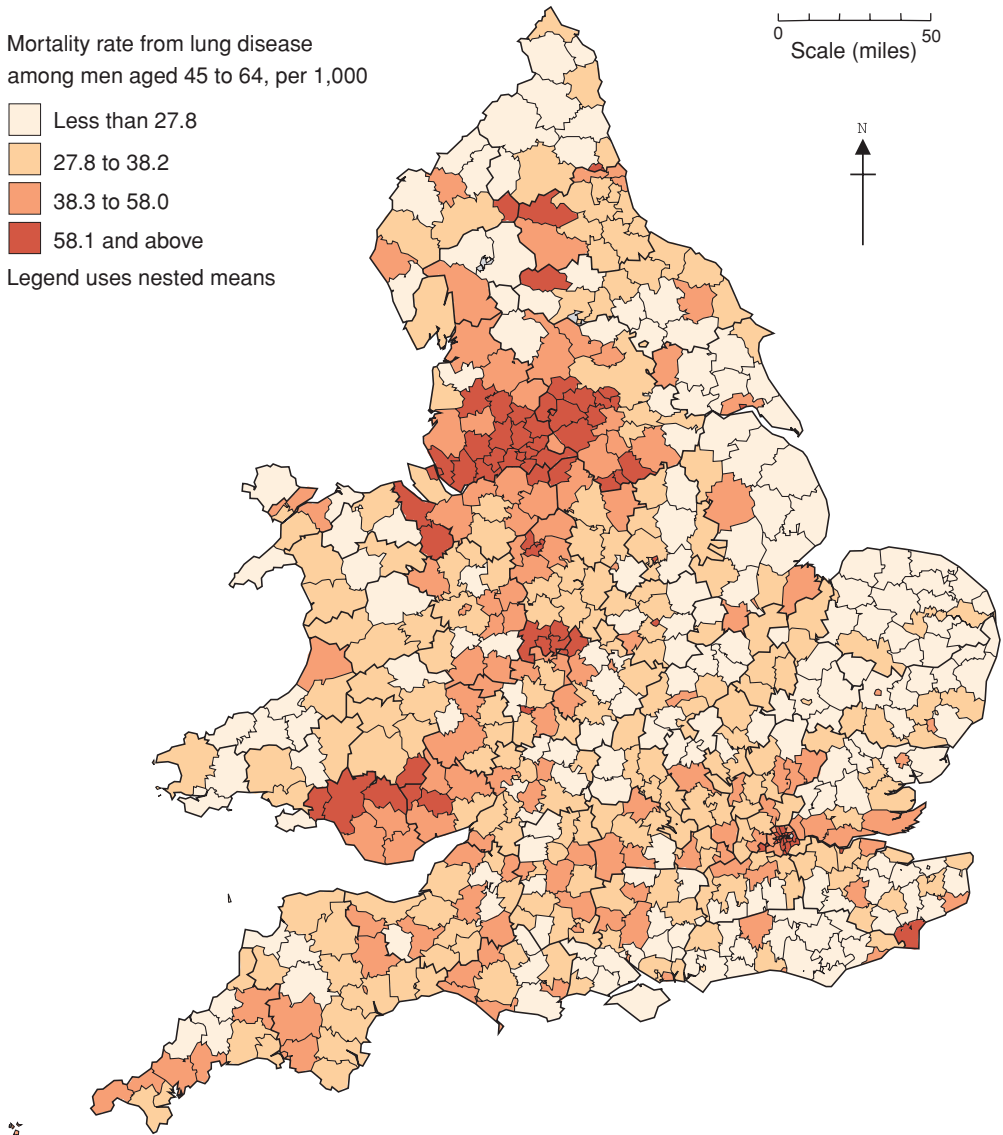 Mortality rate from lung disease
among men aged 45 to 64, per 1,000
Less than 27.8
27.8 to 38.2
38.3 to 58.0
58.1 and above
Legend uses nested means
0 50
Scale (miles)
N